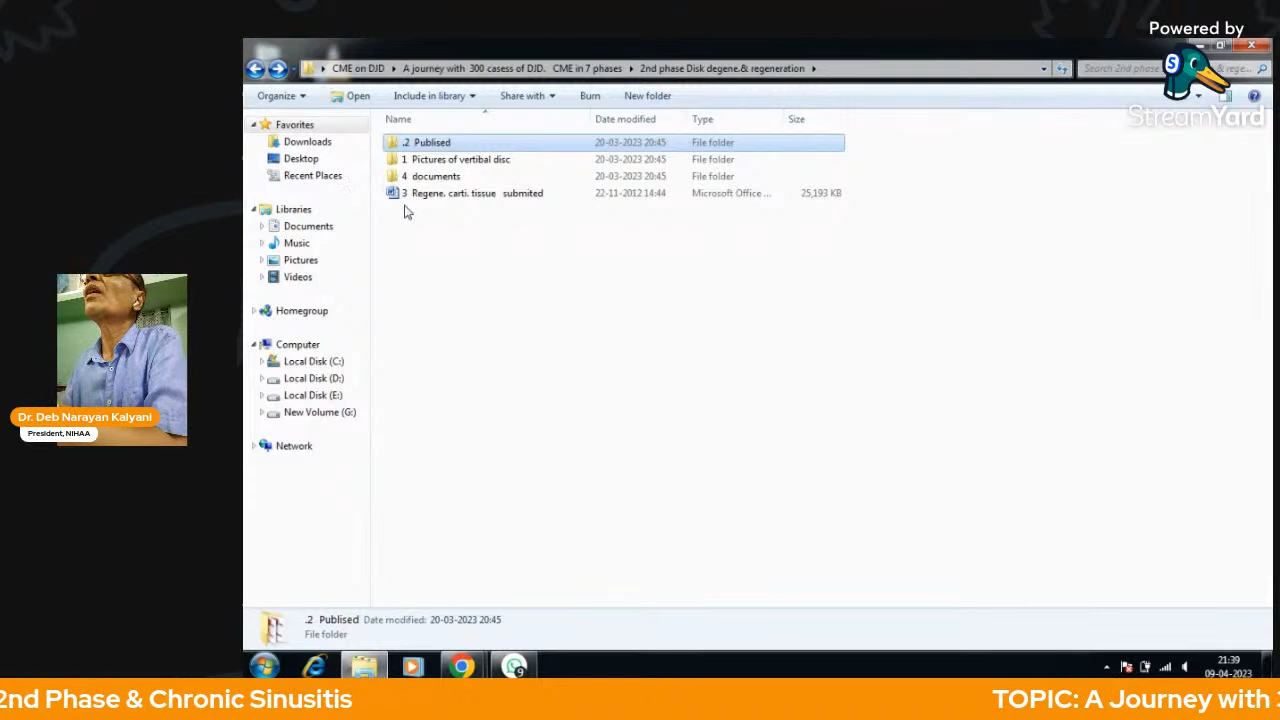 Powered by
StreamYard
CME on DJD
A journey with 300 casess of DJD. CME in 7 phases
2nd phase Disk degene.& regeneration
Search 2nd phase
Organize
Open
Include in library
Share with
Burn
New folder
Name
Date modified
Type
Size
.2 Publised
20-03-2023 20:45
File folder
1 Pictures of vertibal disc
20-03-2023 20:45
File folder
4 documents
20-03-2023 20:45
File folder
3 Regene. carti. tissue submited
22-11-2012 14:44
Microsoft Office ...
25,193 KB
Favorites
Downloads
Desktop
Recent Places
Libraries
Documents
Music
Pictures
Videos
Homegroup
Computer
Local Disk (C:)
Local Disk (D:)
Local Disk (E:)
New Volume (G:)
Network
Dr. Deb Narayan Kalyani
President, NIHAA
.2 Publised Date modified: 20-03-2023 20:45
File folder
9
21:39
09-04-2023
2nd Phase & Chronic Sinusitis
TOPIC: A Journey with